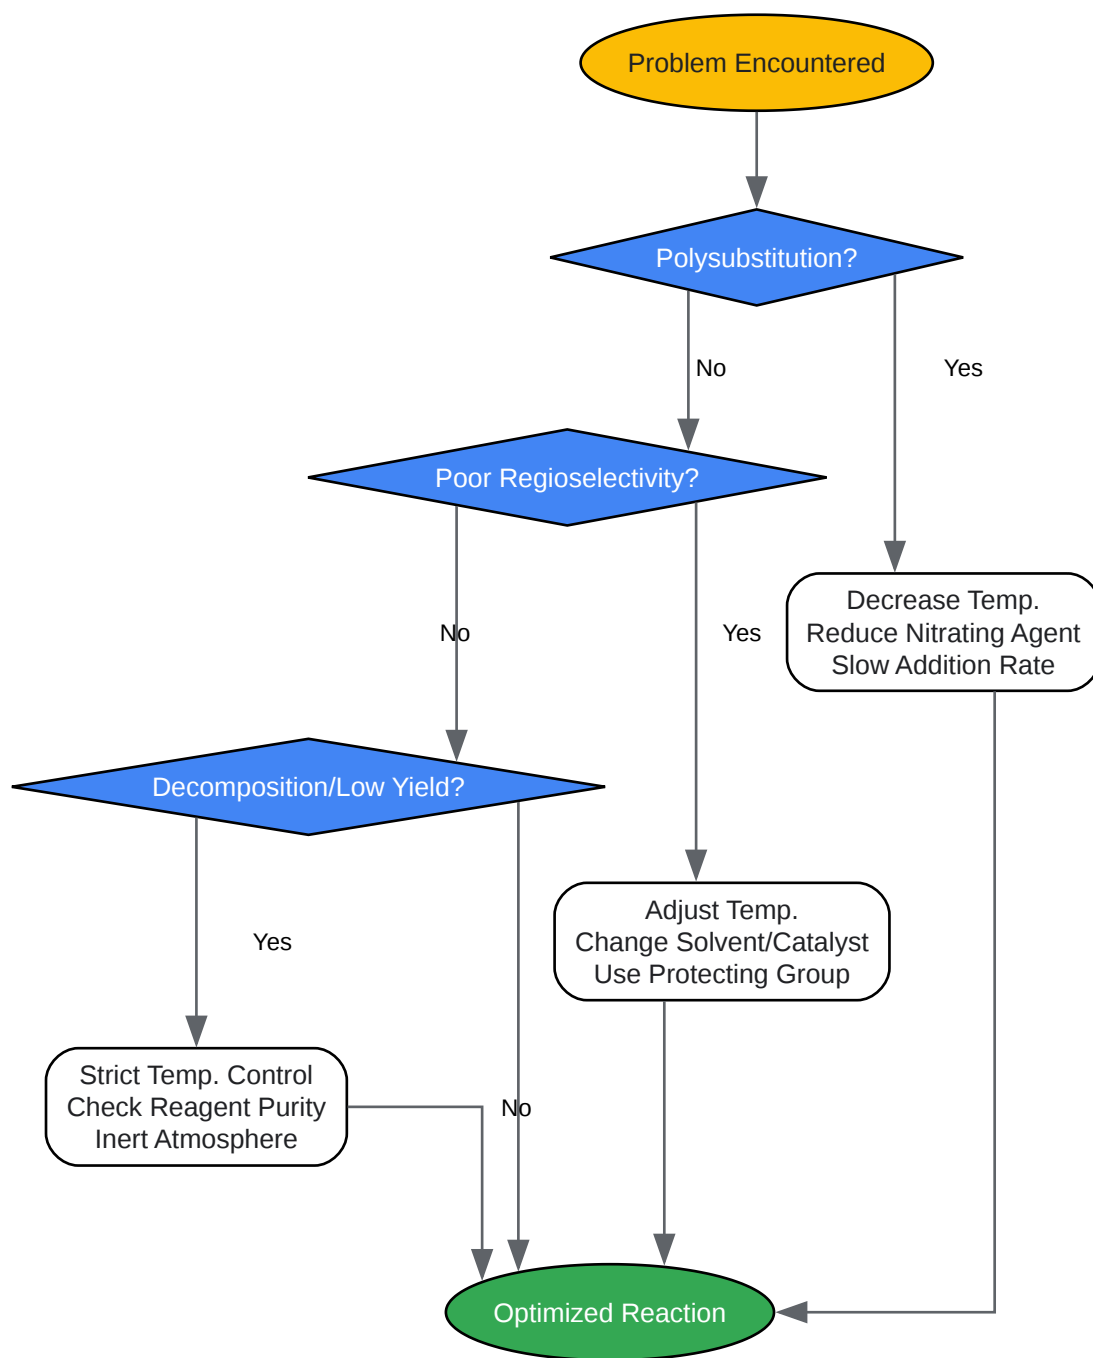 Problem Encountered
Polysubstitution?
No
Yes
Poor Regioselectivity?
Decrease Temp.
Reduce Nitrating Agent
Slow Addition Rate
No
Yes
Decomposition/Low Yield?
Adjust Temp.
Change Solvent/Catalyst
Use Protecting Group
Yes
Strict Temp. Control
Check Reagent Purity
Inert Atmosphere
No
Optimized Reaction